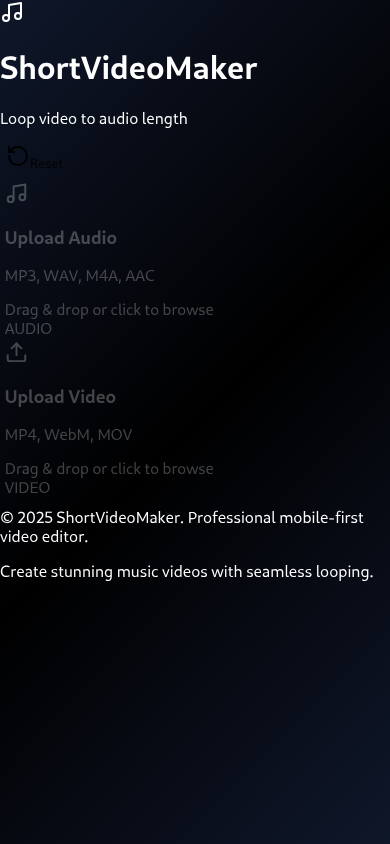 ShortVideoMaker
Loop video to audio length
Reset
Upload Audio
MP3, WAV, M4A, AAC
Drag & drop or click to browse
AUDIO
Upload Video
MP4, WebM, MOV
Drag & drop or click to browse
VIDEO
© 2025 ShortVideoMaker. Professional mobile-first
video editor.
Create stunning music videos with seamless looping.